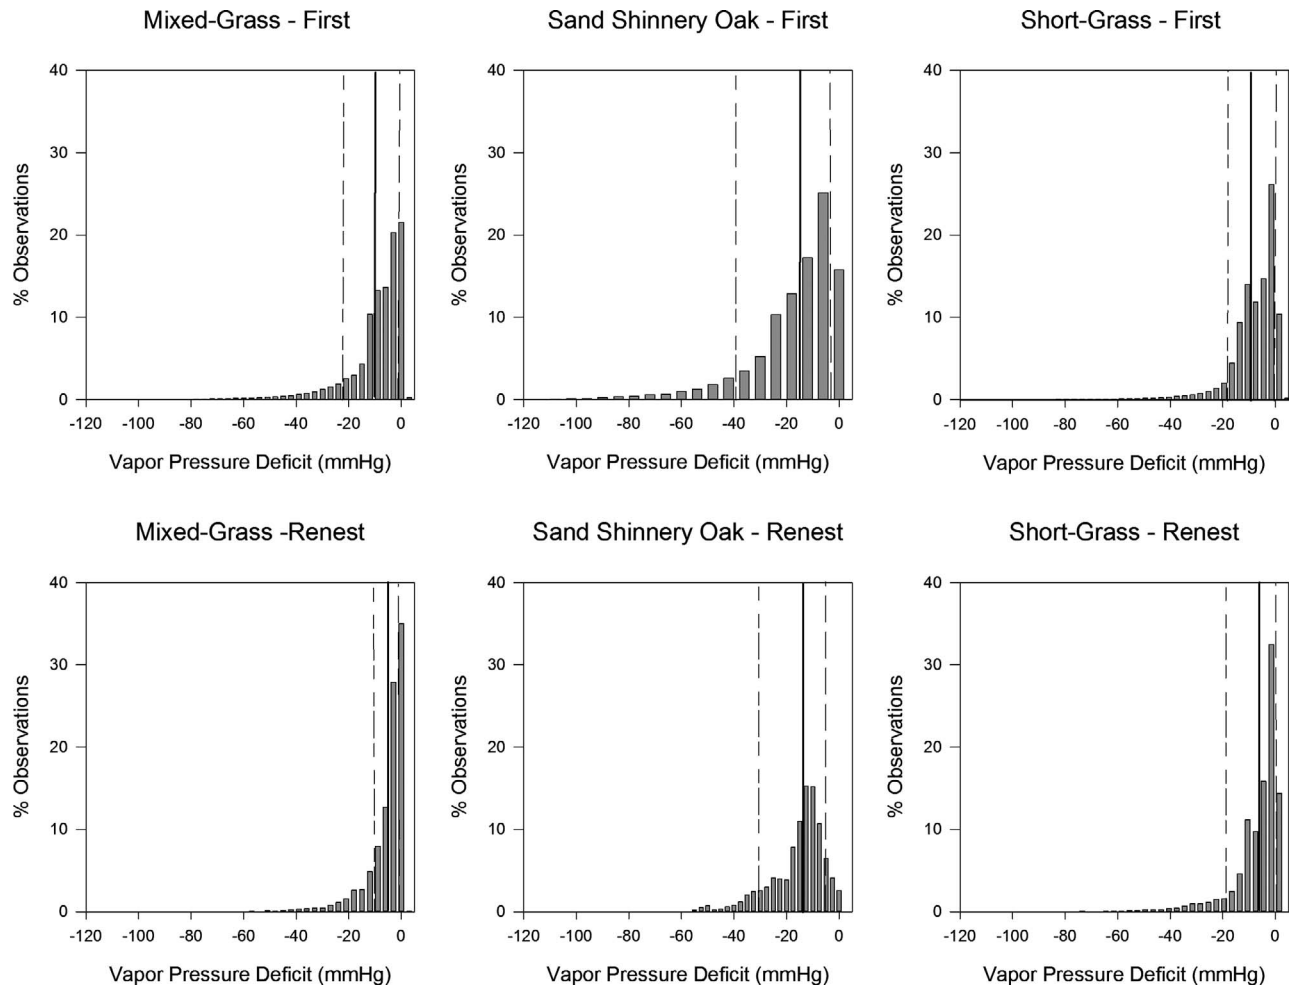 Mixed-Grass - First
40
30
20
10
0
% Observations
-120 -100 -80 -60 -40 -20 0
Vapor Pressure Deficit (mmHg)
Sand Shinnery Oak - First
40
30
20
10
0
% Observations
-120 -100 -80 -60 -40 -20 0
Vapor Pressure Deficit (mmHg)
Short-Grass - First
40
30
20
10
0
% Observations
-120 -100 -80 -60 -40 -20 0
Vapor Pressure Deficit (mmHg)
Mixed-Grass -Renest
40
30
20
10
0
% Observations
-120 -100 -80 -60 -40 -20 0
Vapor Pressure Deficit (mmHg)
Sand Shinnery Oak - Renest
40
30
20
10
0
% Observations
-120 -100 -80 -60 -40 -20 0
Vapor Pressure Deficit (mmHg)
Short-Grass - Renest
40
30
20
10
0
% Observations
-120 -100 -80 -60 -40 -20 0
Vapor Pressure Deficit (mmHg)